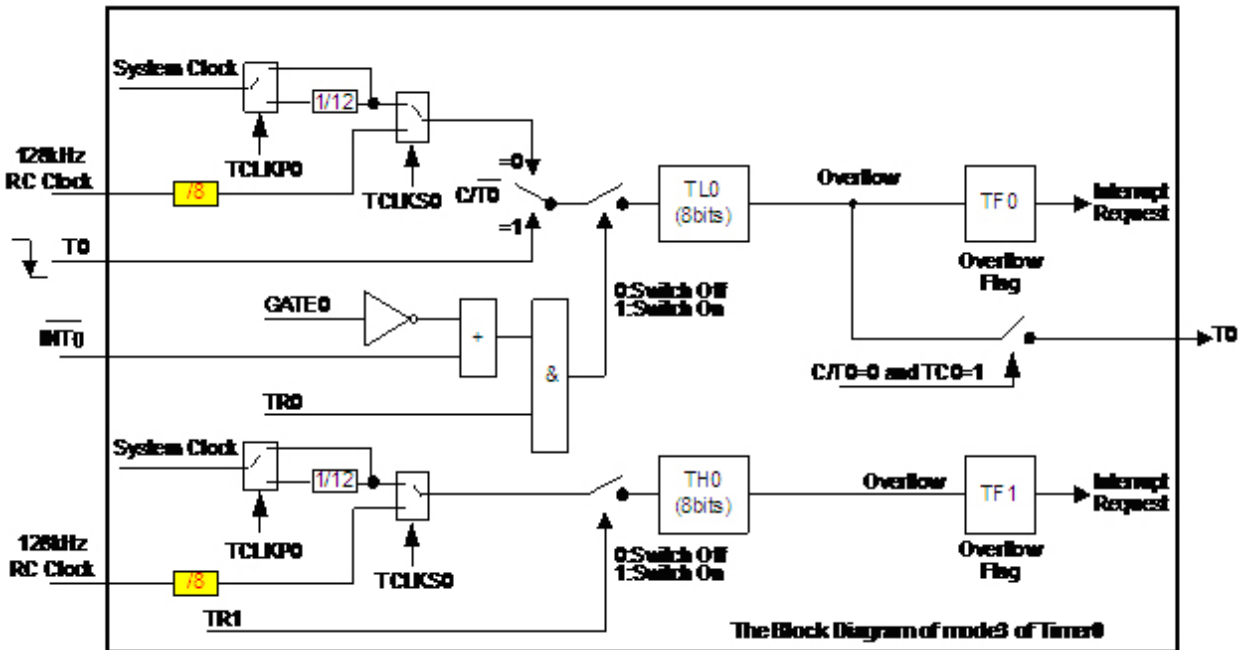 System Clock
1/12
TCLKP0
128kHz
RC Clock
/8
TCLKS0
=0
C/T0
=1
T0
TL0
(8bits)
Overflow
TF0
Interrupt
Request
Overflow
Flag
0:Switch Off
1:Switch On
GATE0
INT0
+
&
TR0
C/T0=0 and TC0=1
T0
System Clock
1/12
TCLKP0
128kHz
RC Clock
/8
TCLKS0
TR1
TH0
(8bits)
0:Switch Off
1:Switch On
Overflow
TF1
Interrupt
Request
Overflow
Flag
The Block Diagram of mode3 of Timer0